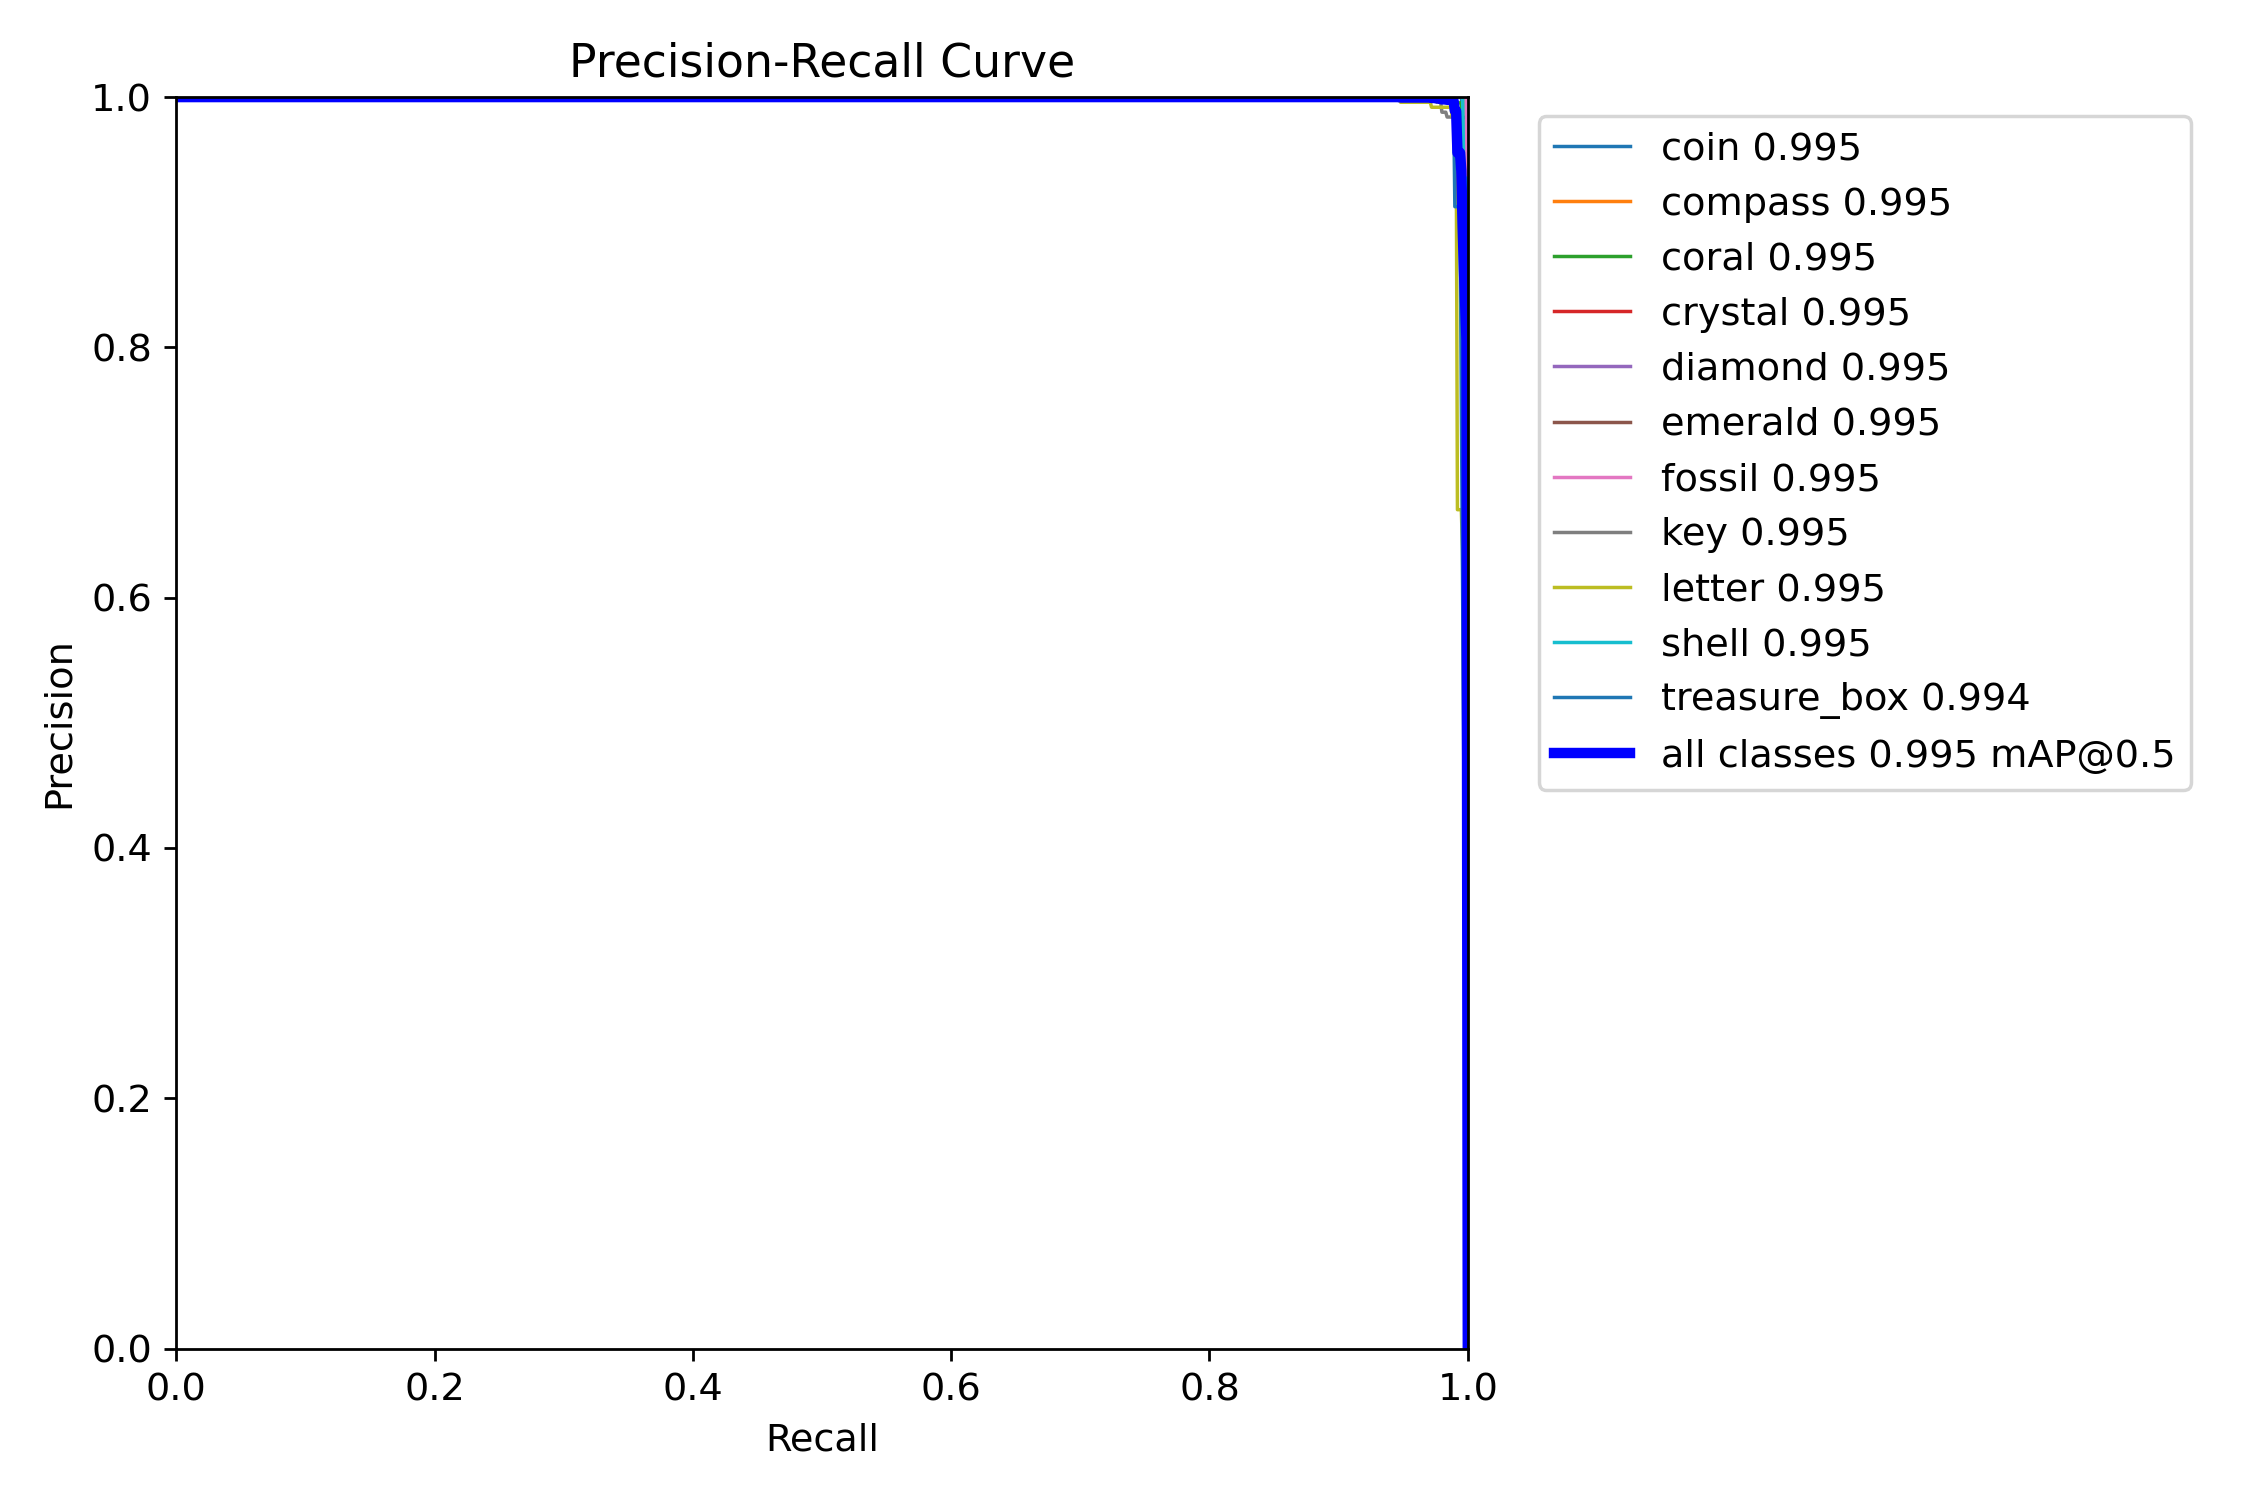 Precision-Recall Curve
1.0
0.8
0.6
0.4
0.2
0.0
Precision
0.0 0.2 0.4 0.6 0.8 1.0
Recall
coin 0.995
compass 0.995
coral 0.995
crystal 0.995
diamond 0.995
emerald 0.995
fossil 0.995
key 0.995
letter 0.995
shell 0.995
treasure_box 0.994
all classes 0.995 mAP@0.5